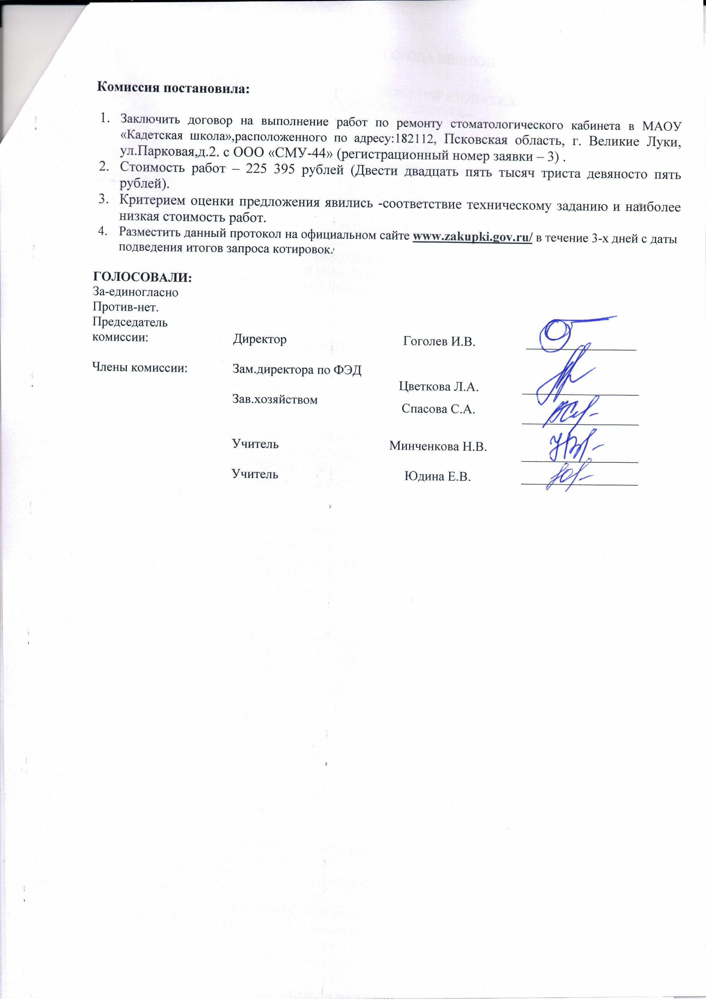 Комиссия постановила:
1. Заключить договор на выполнение работ по ремонту стоматологического кабинета в МАОУ
«Кадетская школа»,расположенного по адресу:182112, Псковская область, г. Великие Луки,
ул.Парковая,д.2. с ООО «СМУ-44» (регистрационный номер заявки – 3) .
2. Стоимость работ – 225 395 рублей (Двести двадцать пять тысяч триста девяносто пять
рублей).
3. Критерием оценки предложения явились -соответствие техническому заданию и наиболее
низкая стоимость работ.
4. Разместить данный протокол на официальном сайте www.zakupki.gov.ru/ в течение 3-х дней с даты
подведения итогов запроса котировок.
ГОЛОСОВАЛИ:
За-единогласно
Против-нет.
Председатель
комиссии: Директор Гоголев И.В.
Члены комиссии: Зам.директора по ФЭД
Цветкова Л.А.
Зав.хозяйством
Спасова С.А.
Учитель Минченкова Н.В.
Учитель Юдина Е.В.